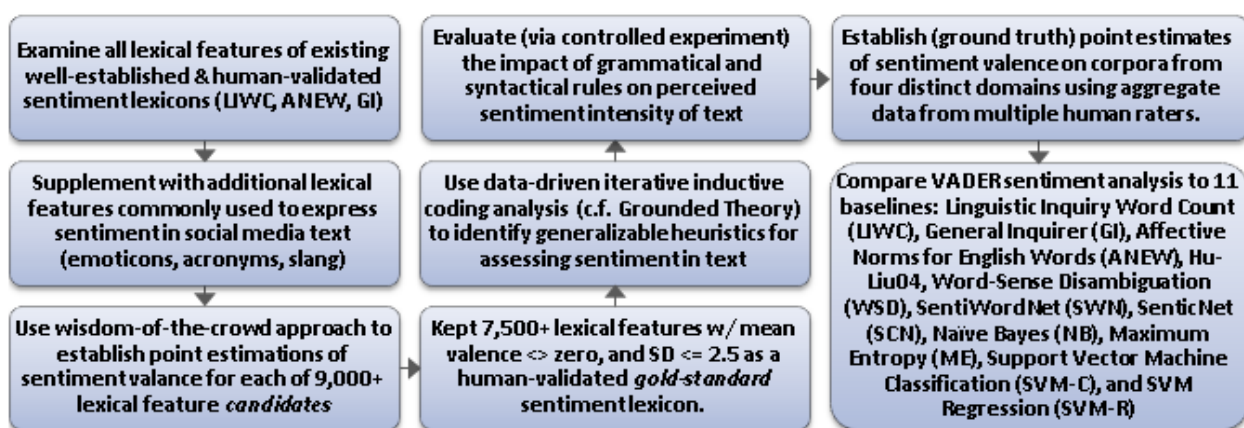 Examine all lexical features of existing
well-established & human-validated
sentiment lexicons (LIWC, ANEW, GI)
Supplement with additional lexical
features commonly used to express
sentiment in social media text
(emoticons, acronyms, slang)
Use wisdom-of-the-crowd approach to
establish point estimations of
sentiment valance for each of 9,000+
lexical feature candidates
Kept 7,500+ lexical features w/ mean
valence <> zero, and SD <= 2.5 as a
human-validated gold-standard
sentiment lexicon.
Use data-driven iterative inductive
coding analysis (c.f. Grounded Theory)
to identify generalizable heuristics for
assessing sentiment in text
Evaluate (via controlled experiment)
the impact of grammatical and
syntactical rules on perceived
sentiment intensity of text
Establish (ground truth) point estimates
of sentiment valence on corpora from
four distinct domains using aggregate
data from multiple human raters.
Compare VADER sentiment analysis to 11
baselines: Linguistic Inquiry Word Count
(LIWC), General Inquirer (GI), Affective
Norms for English Words (ANEW), Hu-
Liu04, Word-Sense Disambiguation
(WSD), SentiWordNet (SWN), SenticNet
(SCN), Naïve Bayes (NB), Maximum
Entropy (ME), Support Vector Machine
Classification (SVM-C), and SVM
Regression (SVM-R)